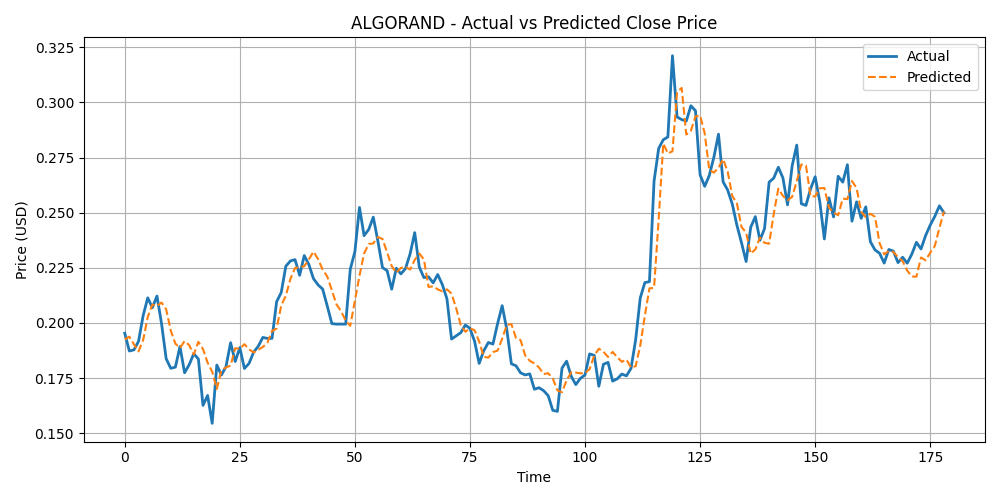 ALGORAND - Actual vs Predicted Close Price
Actual
Predicted
Price (USD)
0.325
0.300
0.275
0.250
0.225
0.200
0.175
0.150
0 25 50 75 100 125 150 175
Time